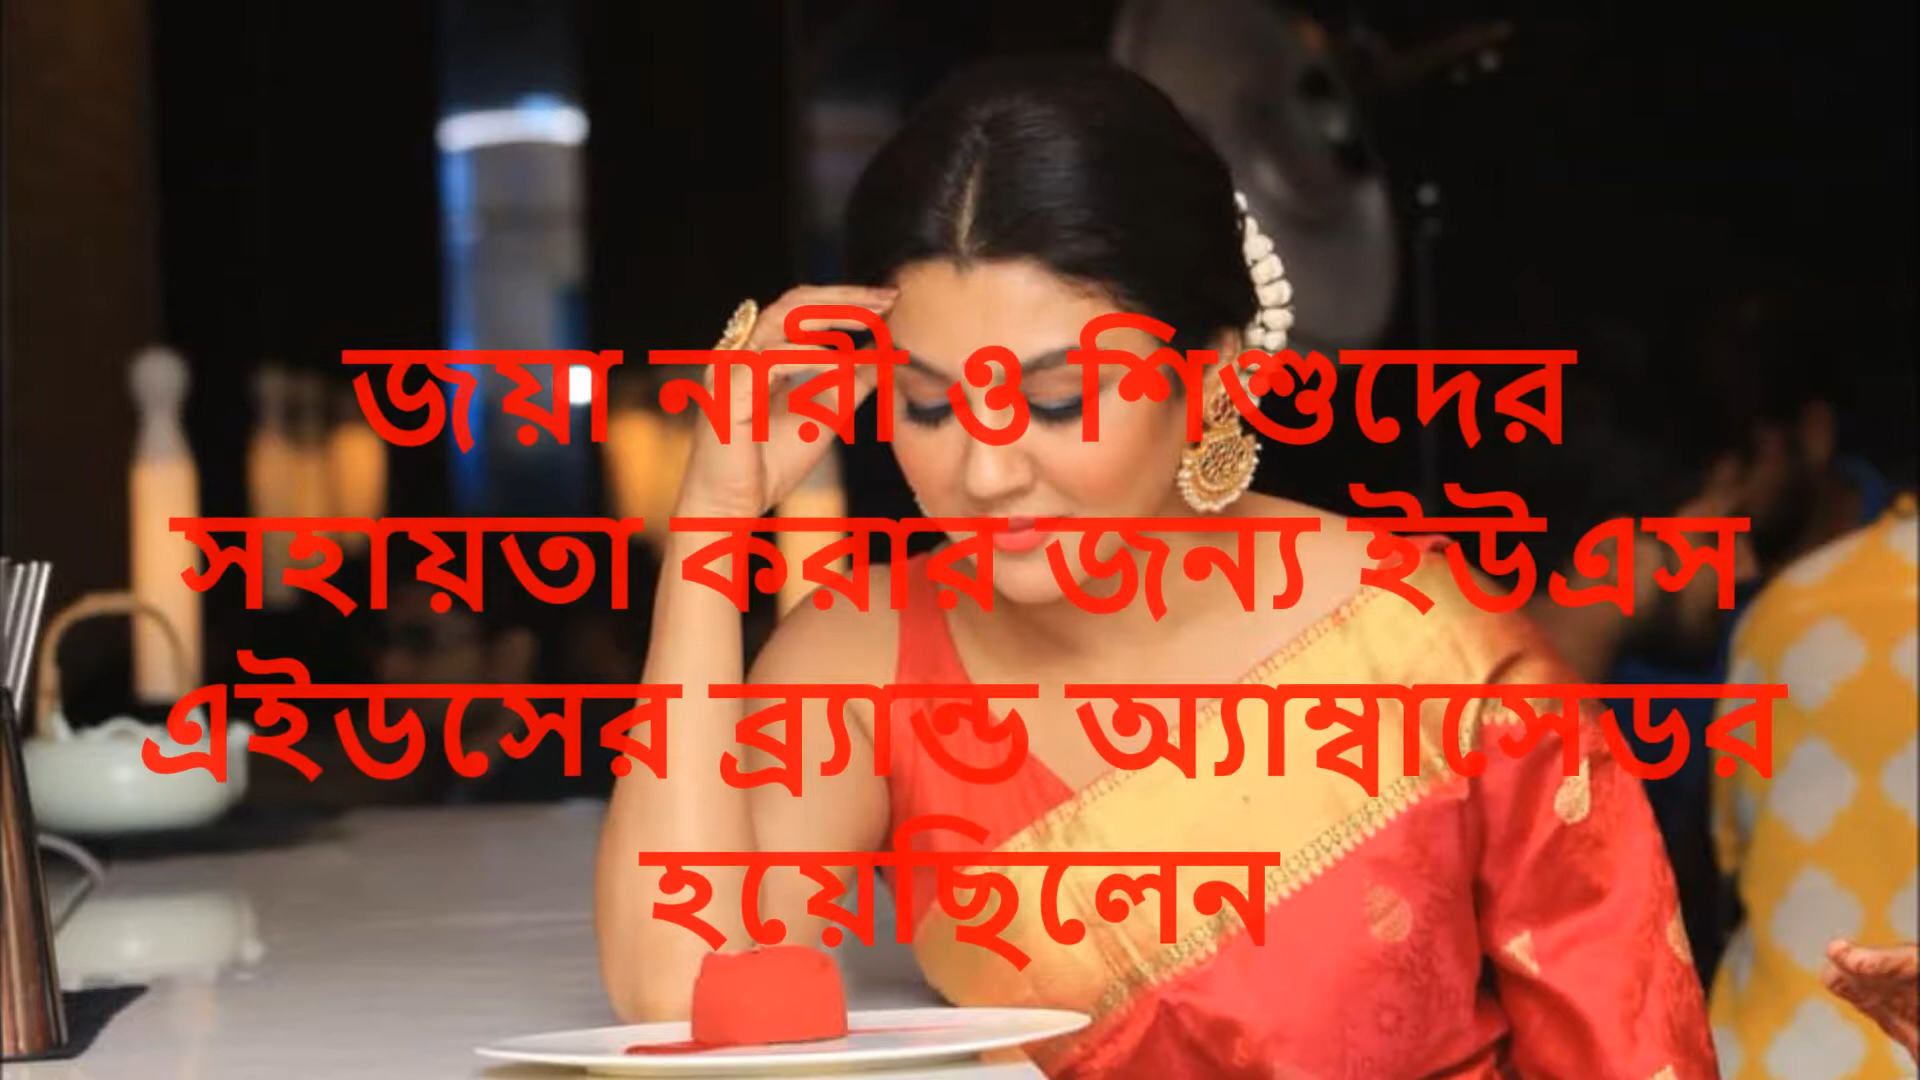 জয়া নারী ও শিশুদের
সহায়তা করার জন্য ইউএস
এইডসের ব্র্যান্ড অ্যাম্বাসেডর
হয়েছিলেন